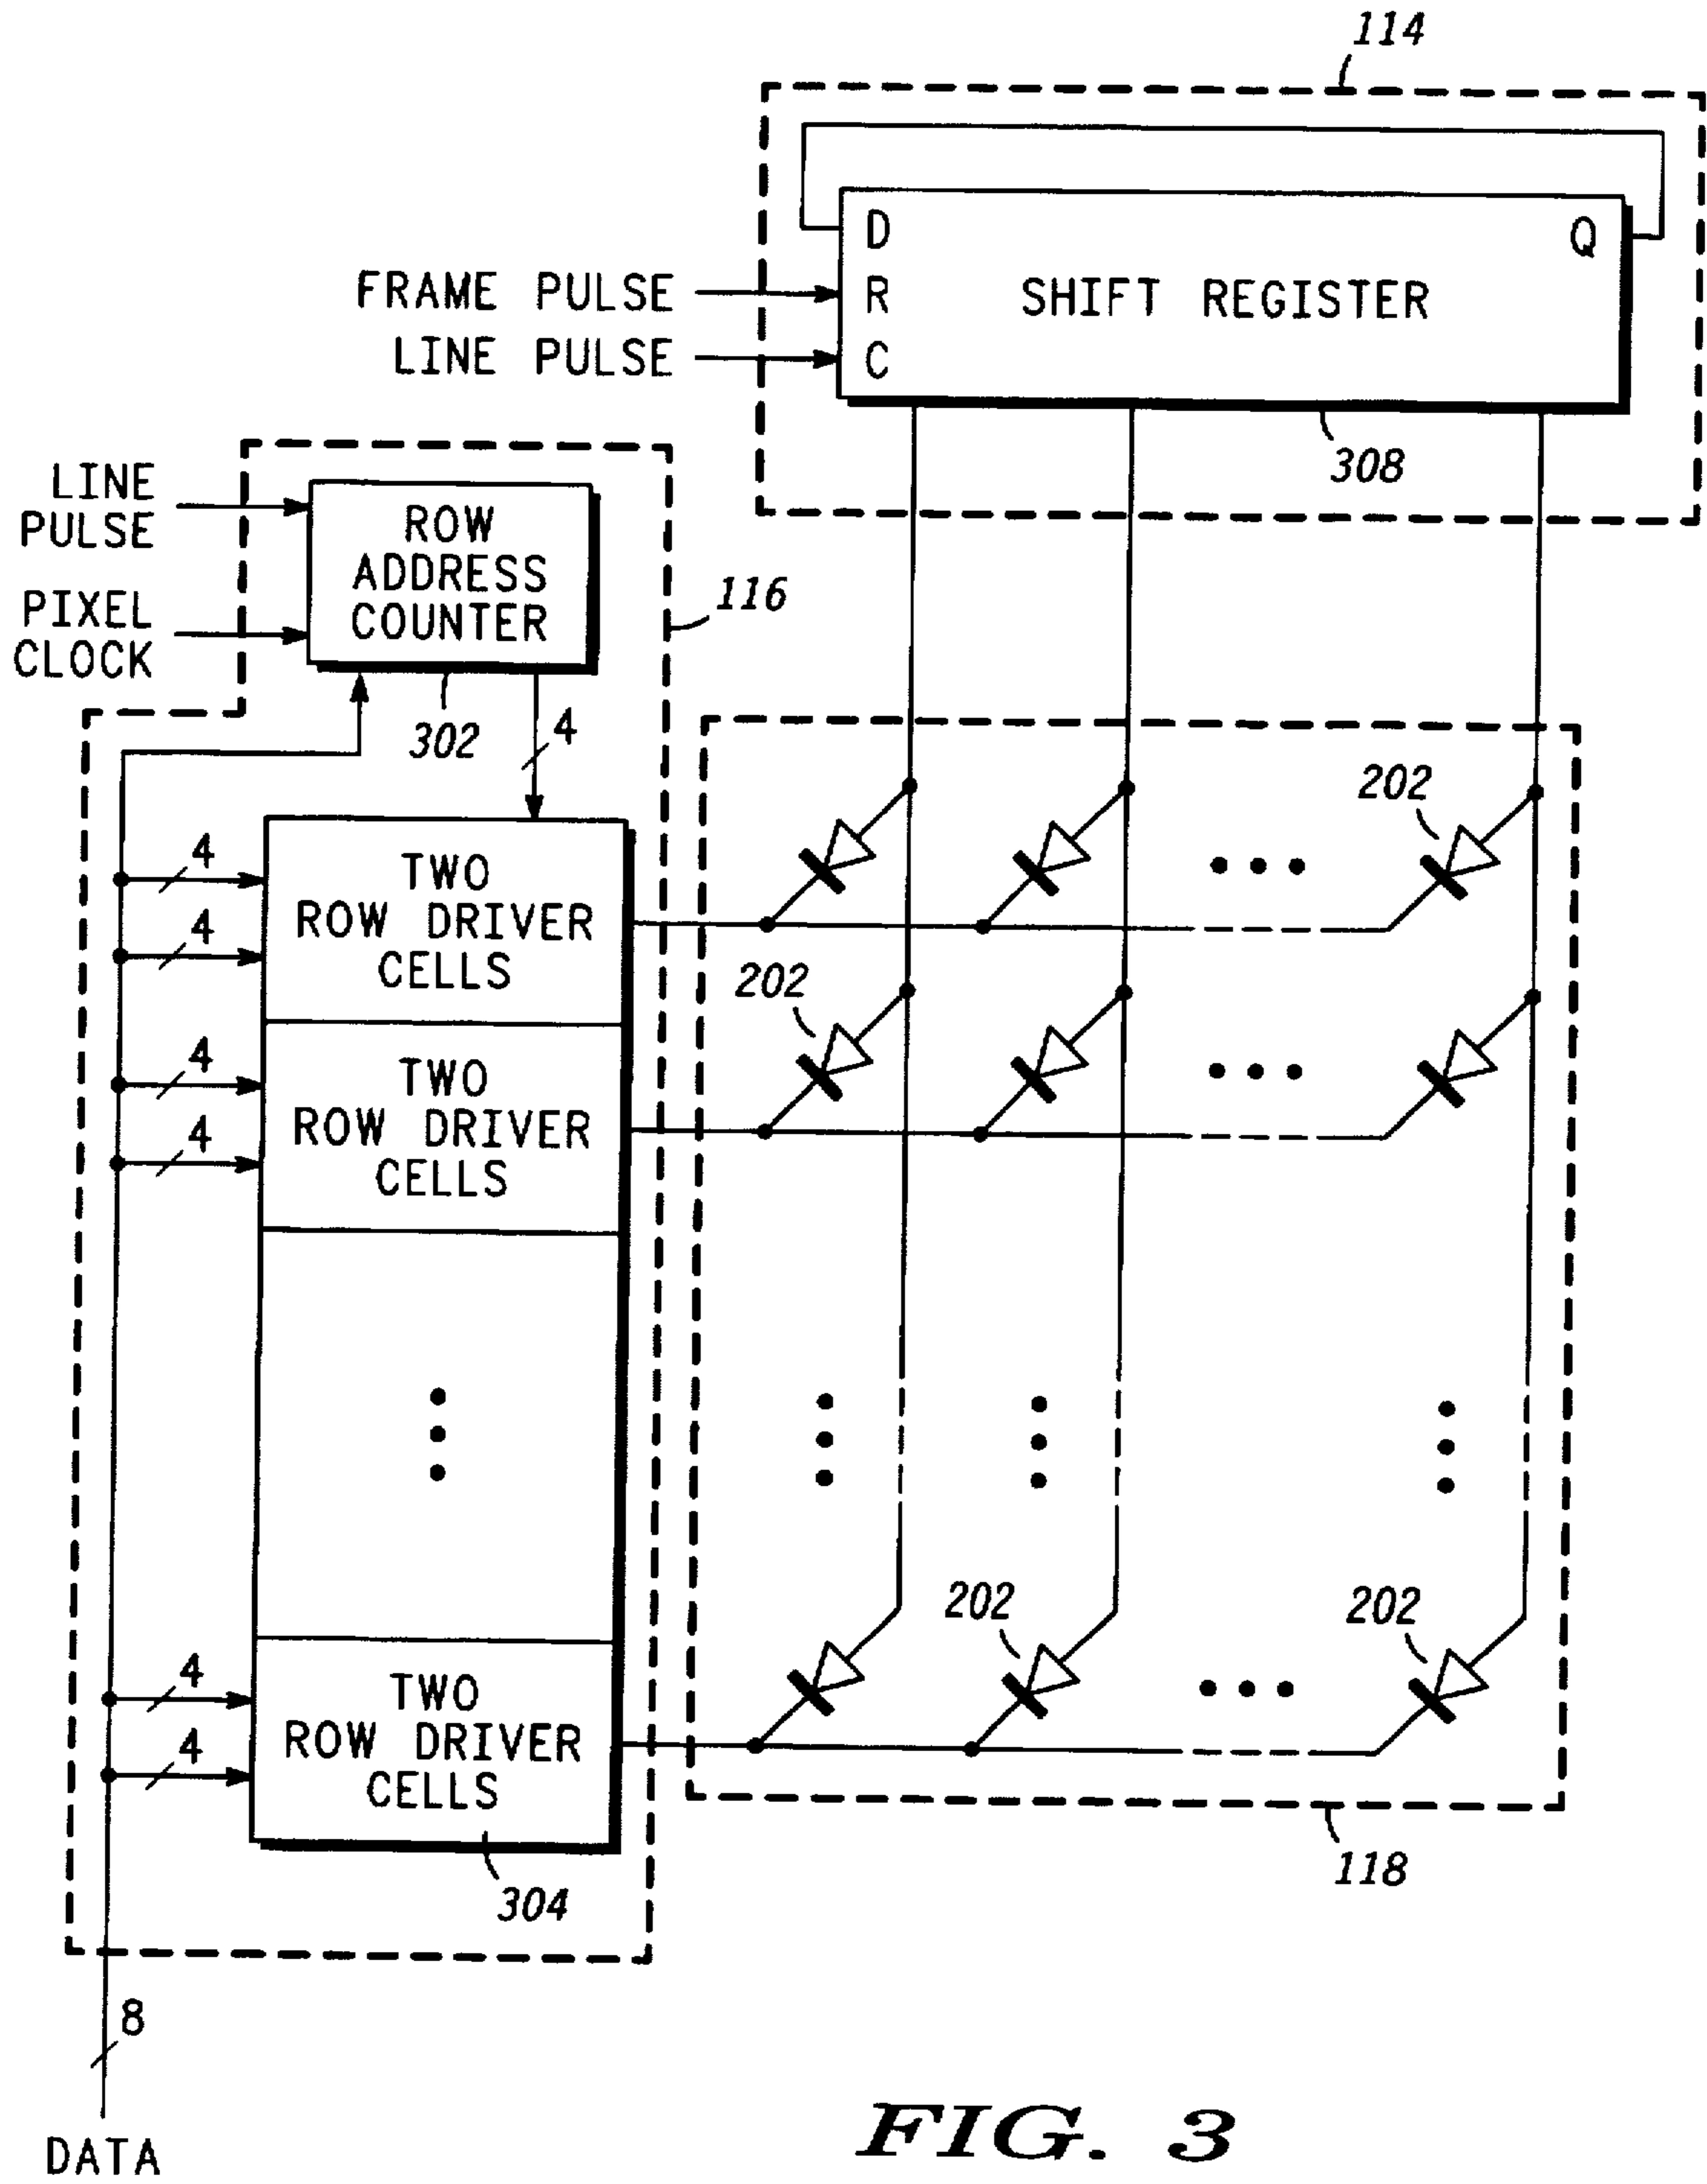 114
D
Q
FRAME PULSE
R
SHIFT REGISTER
LINE PULSE
C
308
LINE
PULSE
ROW
ADDRESS
COUNTER
PIXEL
CLOCK
116
302
4
202
4
TWO
ROW DRIVER
CELLS
4
202
4
TWO
ROW DRIVER
CELLS
4
202
202
4
TWO
ROW DRIVER
CELLS
4
304
118
8
DATA
FIG. 3